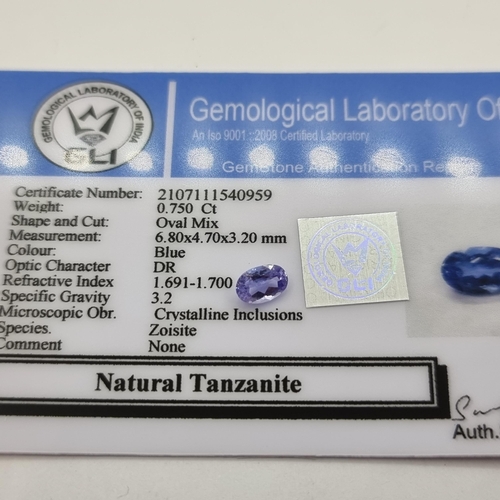 GEMOLOGICAL LABORATORY OF INDIA
GLI
Gemological Laboratory Of
An Iso 9001 : 2008 Certified Laboratory
Gemstone Authentication Re
Certificate Number: 2107111540959
Weight: 0.750 Ct
Shape and Cut: Oval Mix
Measurement: 6.80x4.70x3.20 mm
Colour: Blue
Optic Character DR
Refractive Index 1.691-1.700
Specific Gravity 3.2
Microscopic Obr. Crystalline Inclusions
Species. Zoisite
Comment None
GLI
Natural Tanzanite
Auth.